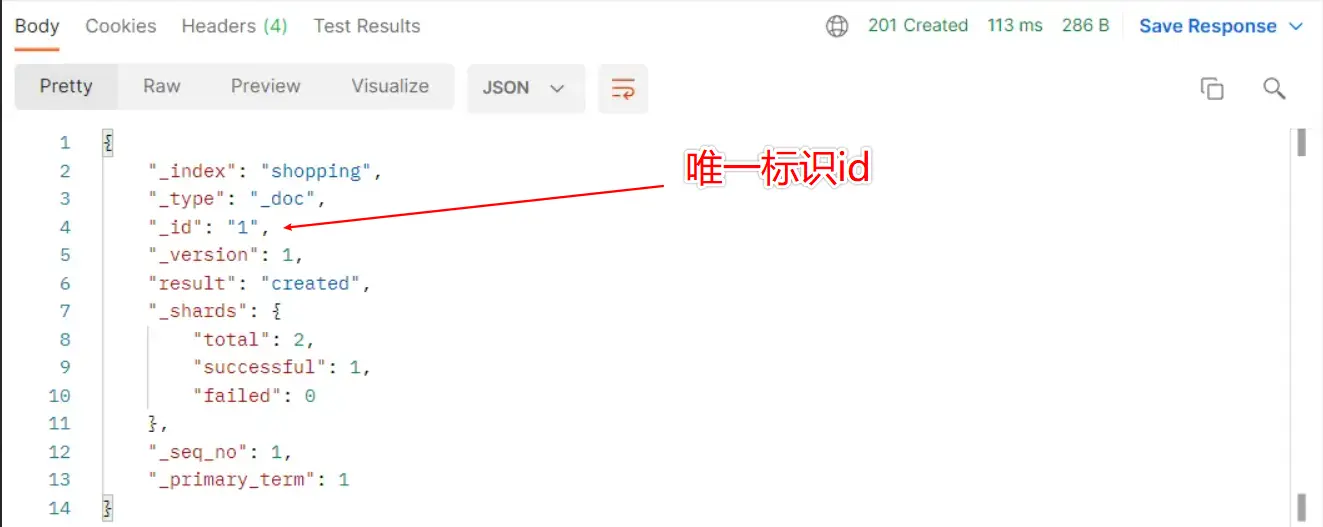 Body Cookies Headers (4) Test Results 201 Created 113 ms 286 B Save Response
Pretty Raw Preview Visualize JSON
1 {
2 "_index": "shopping",
3 "_type": "_doc",
4 "_id": "1",
5 "_version": 1,
6 "result": "created",
7 "_shards": {
8 "total": 2,
9 "successful": 1,
10 "failed": 0
11 },
12 "_seq_no": 1,
13 "_primary_term": 1
14 }
唯一标识id